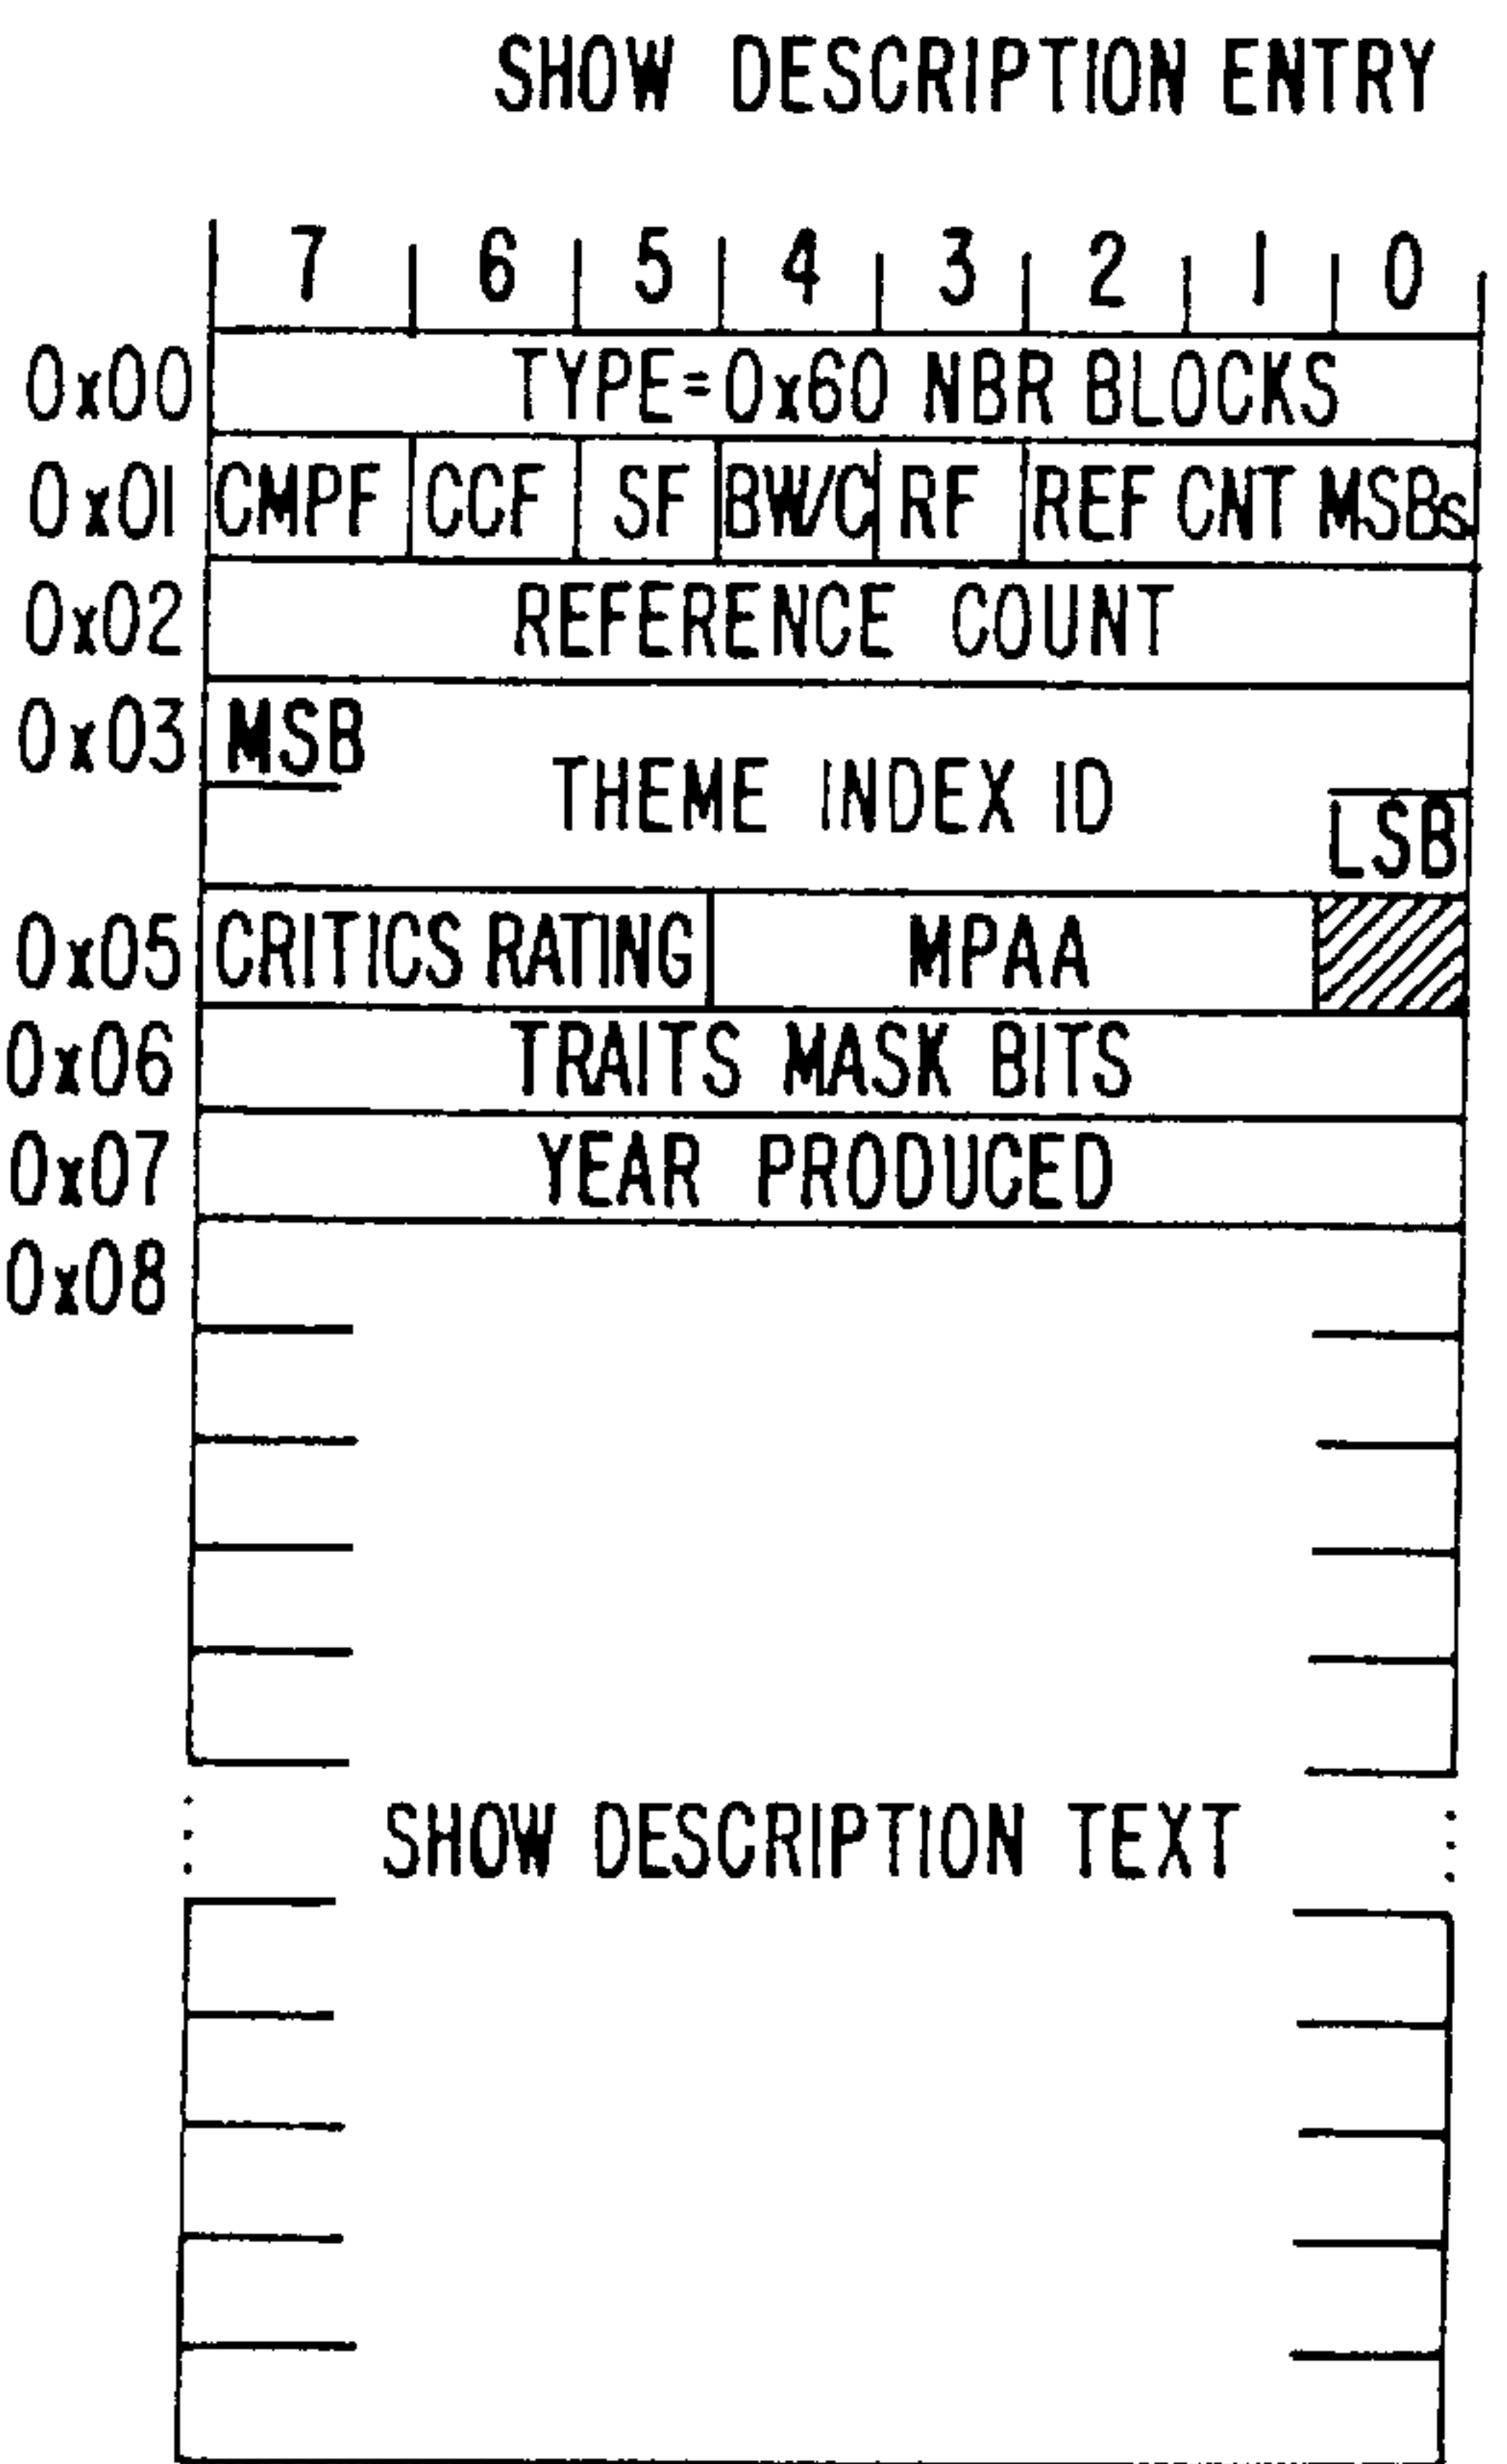 SHOW DESCRIPTION ENTRY
7 6 5 4 3 2 1 0
0x00 TYPE=0x60 NBR BLOCKS
0x01 CMPF CCF SF BW/C RF REF CNT MSBs
0x02 REFERENCE COUNT
0x03 MSB
THEME INDEX ID
LSB
0x05 CRITICS RATING MPAA
0x06 TRAITS MASK BITS
0x07 YEAR PRODUCED
0x08
SHOW DESCRIPTION TEXT